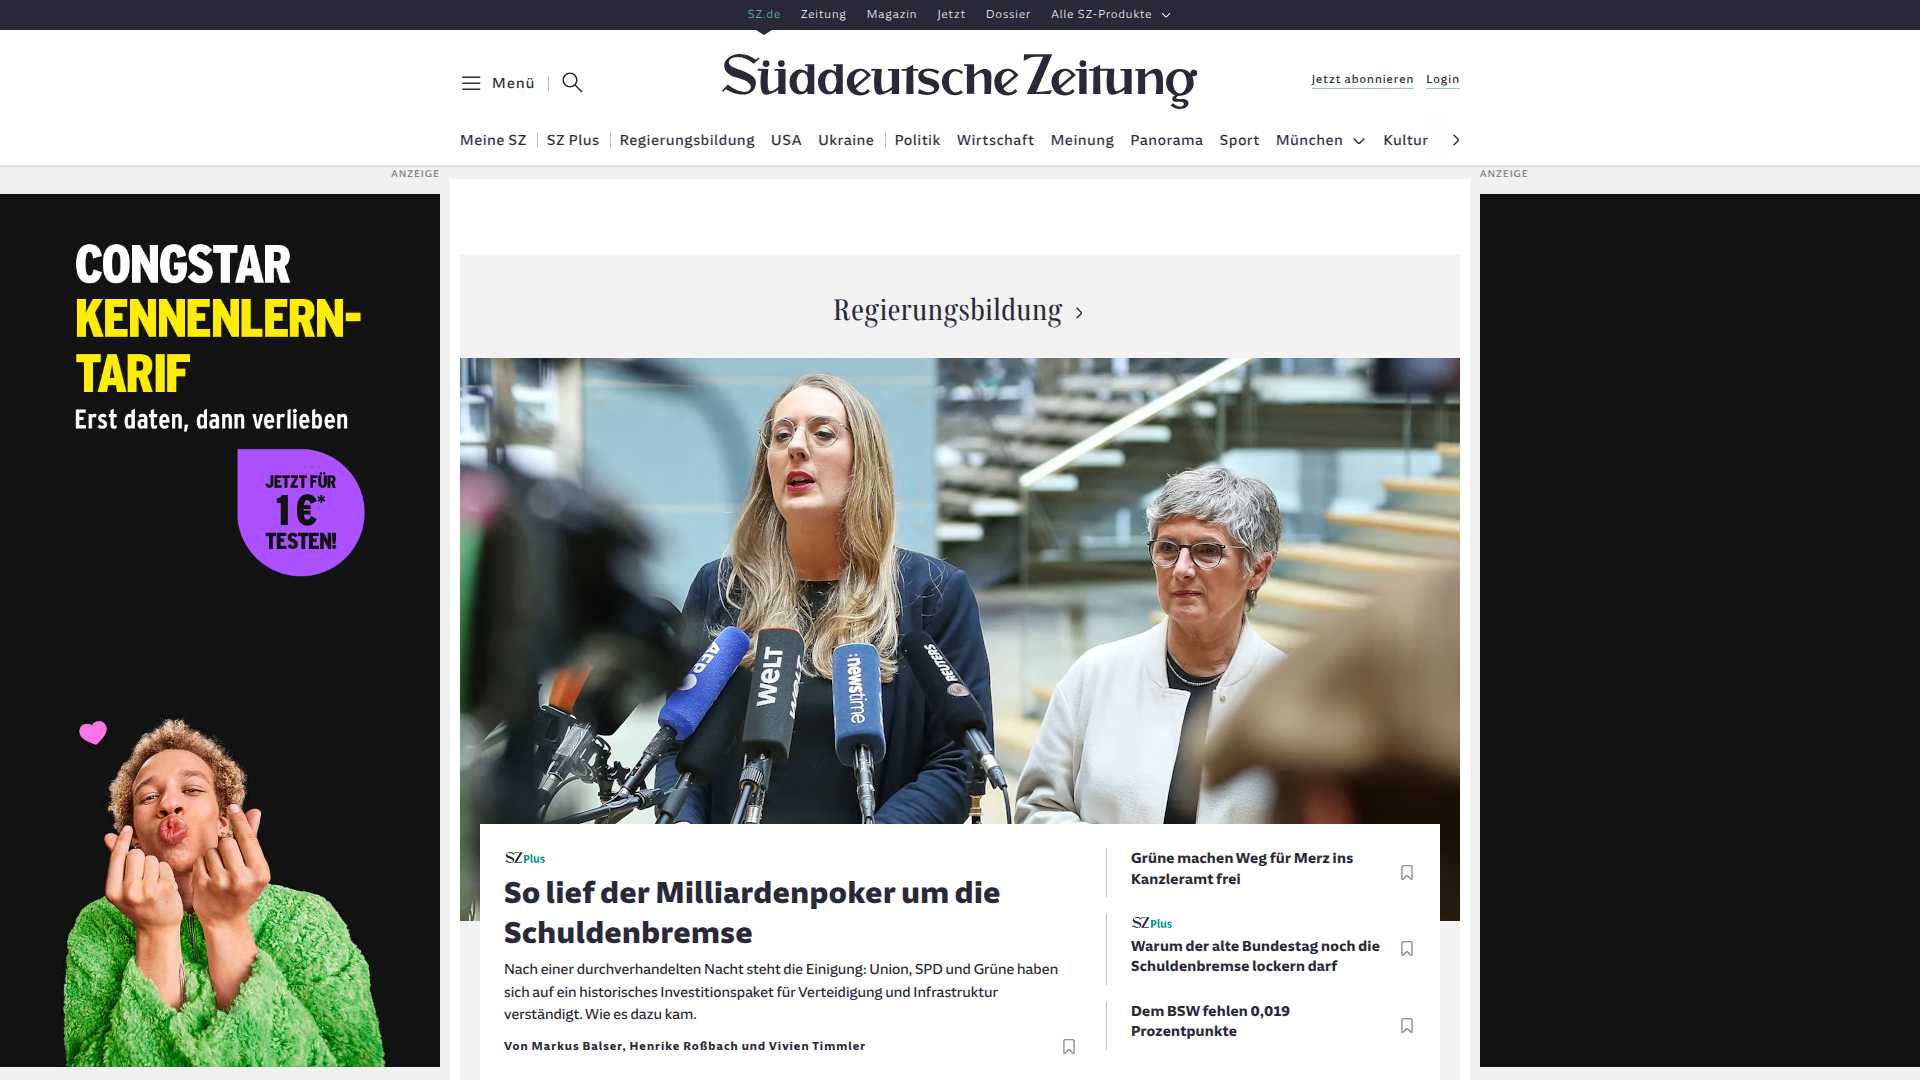 SZ.de Zeitung Magazin Jetzt Dossier Alle SZ-Produkte
Menü
Süddeutsche Zeitung
Jetzt abonnieren Login
Meine SZ SZ Plus Regierungsbildung USA Ukraine Politik Wirtschaft Meinung Panorama Sport München Kultur
ANZEIGE
ANZEIGE
CONGSTAR
KENNENLERN-
TARIF
Erst daten, dann verlieben
JETZT FÜR
1 €*
TESTEN!
Regierungsbildung
AFP
WELT
WELT
:newstime
REUTERS
SZ Plus
So lief der Milliardenpoker um die
Schuldenbremse
Nach einer durchverhandelten Nacht steht die Einigung: Union, SPD und Grüne haben
sich auf ein historisches Investitionspaket für Verteidigung und Infrastruktur
verständigt. Wie es dazu kam.
Von Markus Balser, Henrike Roßbach und Vivien Timmler
Grüne machen Weg für Merz ins
Kanzleramt frei
SZ Plus
Warum der alte Bundestag noch die
Schuldenbremse lockern darf
Dem BSW fehlen 0,019
Prozentpunkte